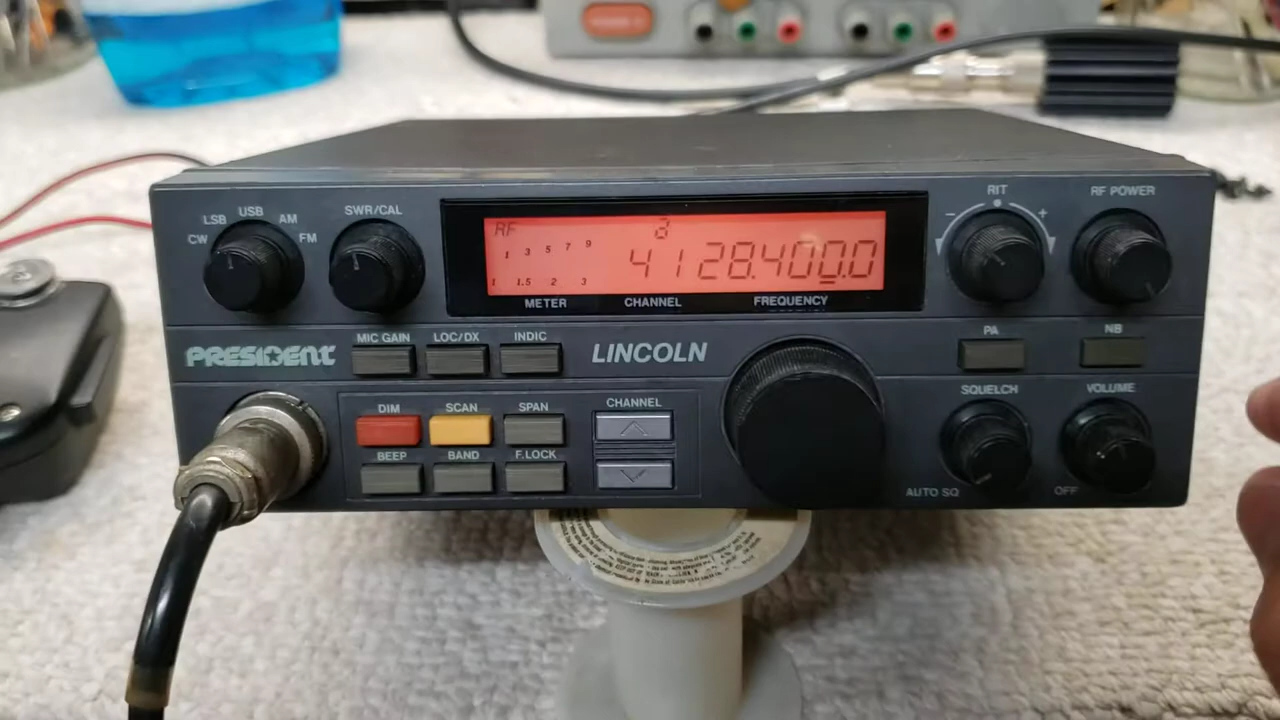 LSB USB AM
CW FM
SWR/CAL
RF
1 3 5 7 9
1 1.5 2 3
41 28.400.0
METER CHANNEL FREQUENCY
RIT
- +
RF POWER
PRESIDENT
MIC GAIN LOC/DX INDIC
LINCOLN
PA NB
DIM SCAN SPAN
CHANNEL
BEEP BAND F.LOCK
SQUELCH VOLUME
AUTO SQ OFF